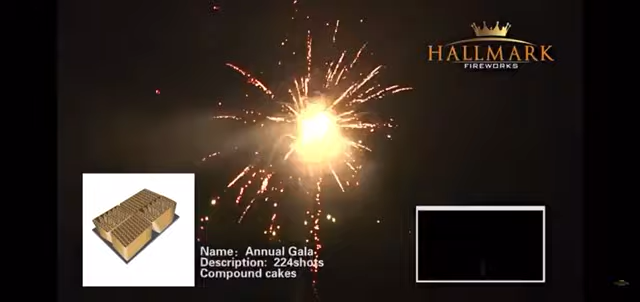 HALLMARK
FIREWORKS
Name: Annual Gala
Description: 224shots
Compound cakes